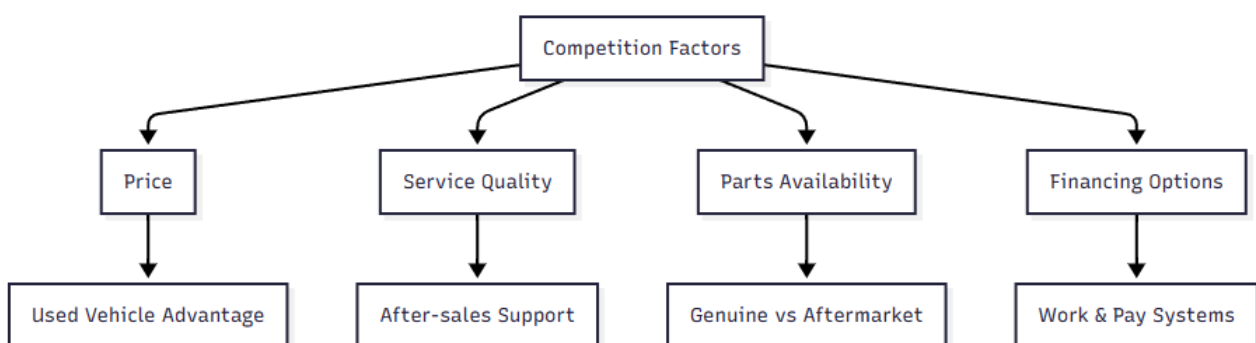 Competition Factors
Price
Service Quality
Parts Availability
Financing Options
Used Vehicle Advantage
After-sales Support
Genuine vs Aftermarket
Work & Pay Systems